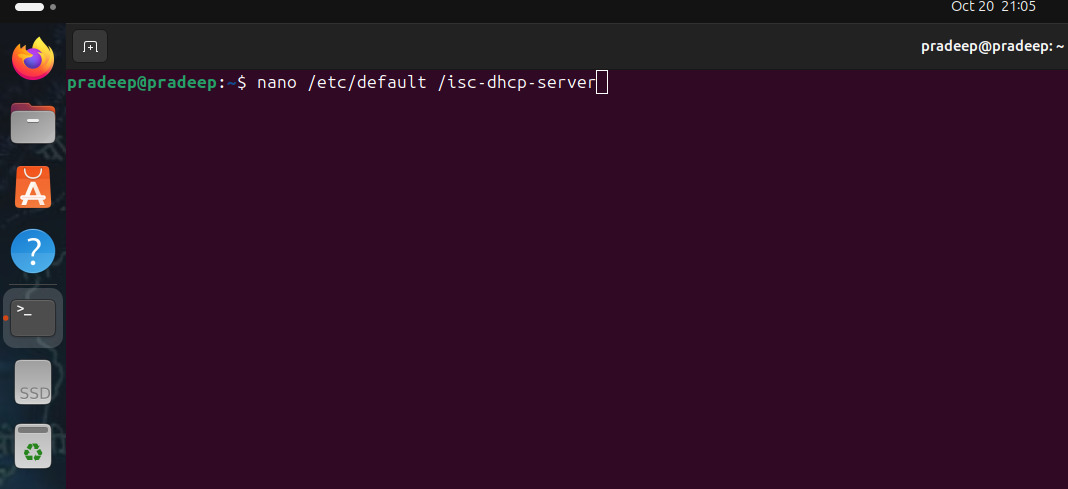 Oct 20 21:05
pradeep@pradeep: ~
pradeep@pradeep:~$ nano /etc/default /isc-dhcp-server
?
>_
SSD